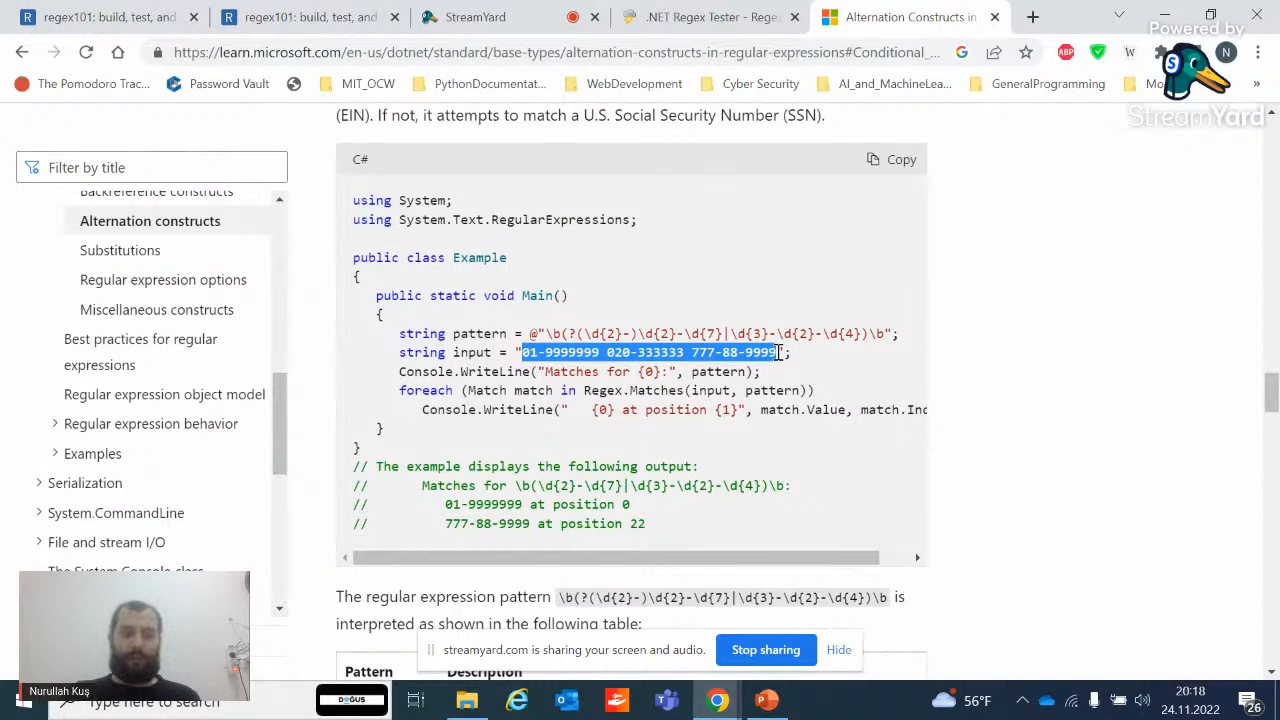 regex101: build, test, and
regex101: build, test, and
StreamYard
.NET Regex Tester - Rege
Alternation Constructs in
Powered by
StreamYard
https://learn.microsoft.com/en-us/dotnet/standard/base-types/alternation-constructs-in-regular-expressions#Conditional_...
ABP
W
N
The Pomodoro Trac...
Password Vault
MIT_OCW
Pythonocumentation
WebDevelopment
Cyber Security
AI_and_MachineLea...
GeneralProgramming
»
Filter by title
Backreference constructs
Alternation constructs
Substitutions
Regular expression options
Miscellaneous constructs
Best practices for regular
expressions
Regular expression object model
Regular expression behavior
Examples
Serialization
System.CommandLine
File and stream I/O
The System.Console class
(EIN). If not, it attempts to match a U.S. Social Security Number (SSN).
C#
Copy
using System;
using System.Text.RegularExpressions;
public class Example
{
public static void Main()
{
string pattern = @"\b(?(\d{2}-)\d{2}-\d{7}|\d{3}-\d{2}-\d{4})\b";
string input = "01-9999999 020-333333 777-88-9999";
Console.WriteLine("Matches for {0}:", pattern);
foreach (Match match in Regex.Matches(input, pattern))
Console.WriteLine("   {0} at position {1}", match.Value, match.Ind
}
}
// The example displays the following output:
//       Matches for \b(\d{2}-\d{7}|\d{3}-\d{2}-\d{4})\b:
//          01-9999999 at position 0
//          777-88-9999 at position 22
The regular expression pattern \b(?(\d{2}-)\d{2}-\d{7}|\d{3}-\d{2}-\d{4})\b is
interpreted as shown in the following table:
Pattern
Description
streamyard.com is sharing your screen and audio.
Stop sharing
Hide
Nurullah Kuş
Type here to search
DOĞUŞ
56°F
20:18
24.11.2022
26